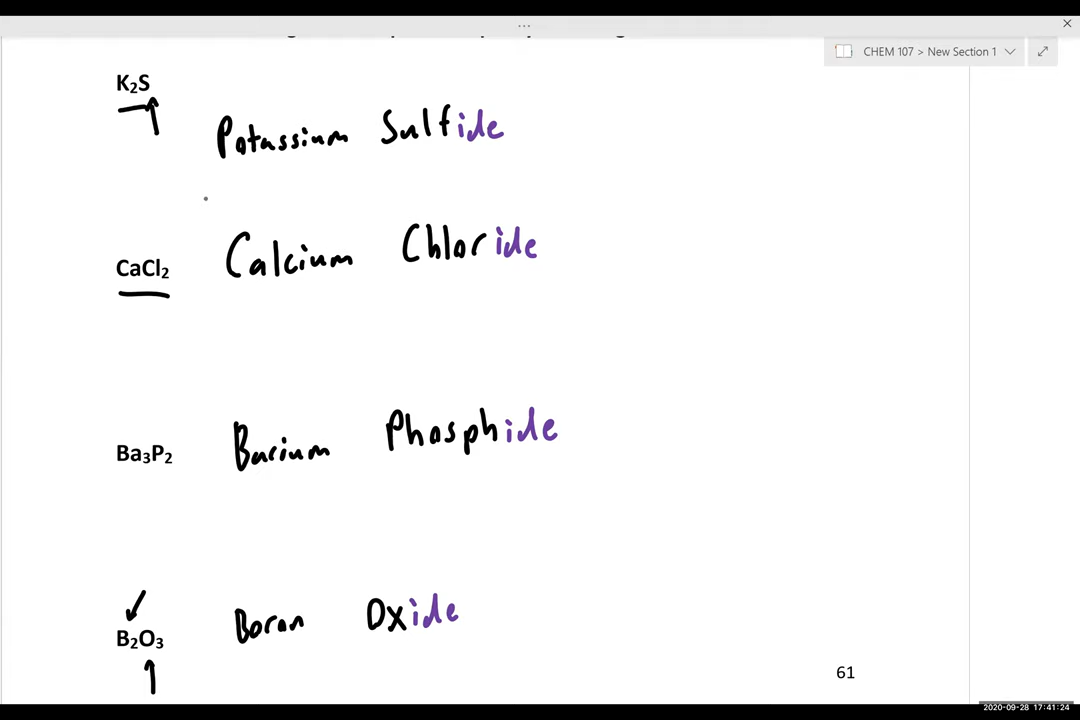 CHEM 107 > New Section 1
K₂S
Potassium Sulfide
CaCl₂ Calcium Chloride
Ba₃P₂ Barium Phosphide
B₂O₃ Boron Oxide
61
2020-09-28 17:41:24